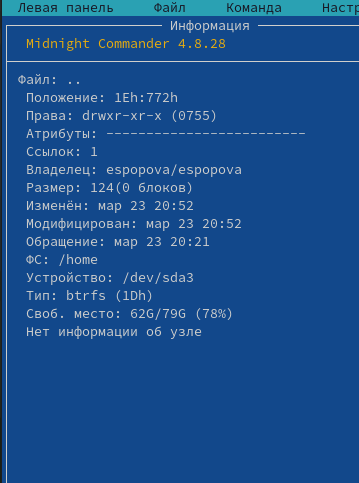 Левая панель Файл Команда Настр
Информация
Midnight Commander 4.8.28
Файл: ..
Положение: 1Eh:772h
Права: drwxr-xr-x (0755)
Атрибуты: -------------------------
Ссылок: 1
Владелец: espopova/espopova
Размер: 124(0 блоков)
Изменён: мар 23 20:52
Модифицирован: мар 23 20:52
Обращение: мар 23 20:21
ФС: /home
Устройство: /dev/sda3
Тип: btrfs (1Dh)
Своб. место: 62G/79G (78%)
Нет информации об узле